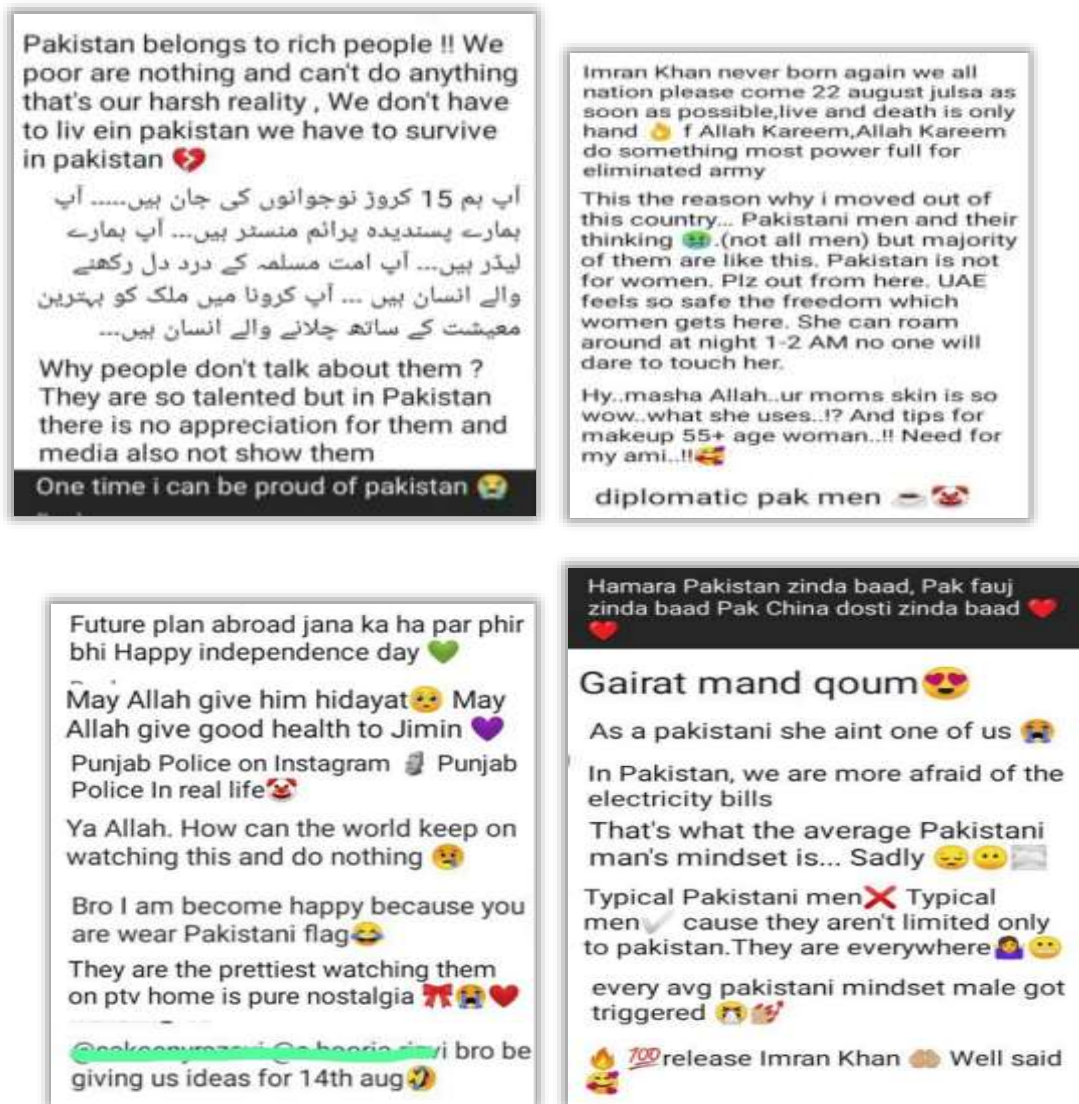 Pakistan belongs to rich people !! We
poor are nothing and can't do anything
that's our harsh reality , We don't have
to liv ein pakistan we have to survive
in pakistan 💔
آپ ہم 15 کروڑ نوجوانوں کی جان ہیں..... آپ
ہمارے پسندیدہ پرائم منسٹر ہیں... آپ ہمارے
لیڈر ہیں... آپ امت مسلمہ کے درد دل رکھنے
والے انسان ہیں ... آپ کرونا میں ملک کو بہترین
معیشت کے ساتھ چلانے والے انسان ہیں...
Why people don't talk about them ?
They are so talented but in Pakistan
there is no appreciation for them and
media also not show them
One time i can be proud of pakistan 😭
Imran Khan never born again we all
nation please come 22 august julsa as
soon as possible,live and death is only
hand 👌 f Allah Kareem,Allah Kareem
do something most power full for
eliminated army
This the reason why i moved out of
this country... Pakistani men and their
thinking 🤢.(not all men) but majority
of them are like this. Pakistan is not
for women. Plz out from here. UAE
feels so safe the freedom which
women gets here. She can roam
around at night 1-2 AM no one will
dare to touch her.
Hy..masha Allah..ur moms skin is so
wow..what she uses..!? And tips for
makeup 55+ age woman..!! Need for
my ami..!!🥰
diplomatic pak men ☕🤡
Future plan abroad jana ka ha par phir
bhi Happy independence day 💚
May Allah give him hidayat🥺 May
Allah give good health to Jimin 💜
Punjab Police on Instagram 🗿 Punjab
Police In real life🤡
Ya Allah. How can the world keep on
watching this and do nothing 😢
Bro I am become happy because you
are wear Pakistani flag😂
They are the prettiest watching them
on ptv home is pure nostalgia 🎀😭❤️
bro be
giving us ideas for 14th aug🤣
Hamara Pakistan zinda baad, Pak fauj
zinda baad Pak China dosti zinda baad ❤️
❤️
Gairat mand qoum😍
As a pakistani she aint one of us 😭
In Pakistan, we are more afraid of the
electricity bills
That's what the average Pakistani
man's mindset is... Sadly 😔😶
Typical Pakistani men❌ Typical
men✔️ cause they aren't limited only
to pakistan.They are everywhere🤷‍♀️😬
every avg pakistani mindset male got
triggered 😤💅🏼
🔥 💯release Imran Khan 🤲🏼 Well said
🥰